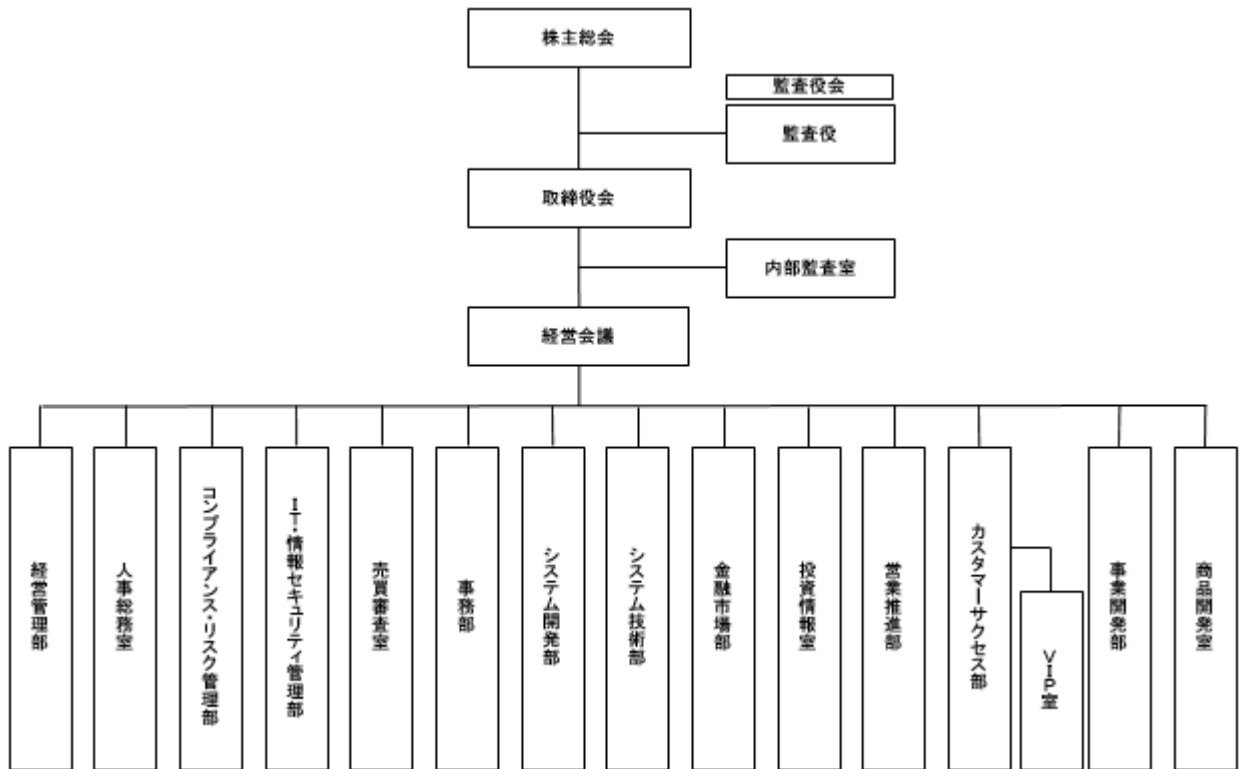 株主総会
監査役会
監査役
取締役会
内部監査室
経営会議
経営管理部
人事総務室
コンプライアンス・リスク管理部
IT・情報セキュリティ管理部
売買審査室
事務部
システム開発部
システム技術部
金融市場部
投資情報室
営業推進部
カスタマーサクセス部
VIP室
事業開発部
商品開発室